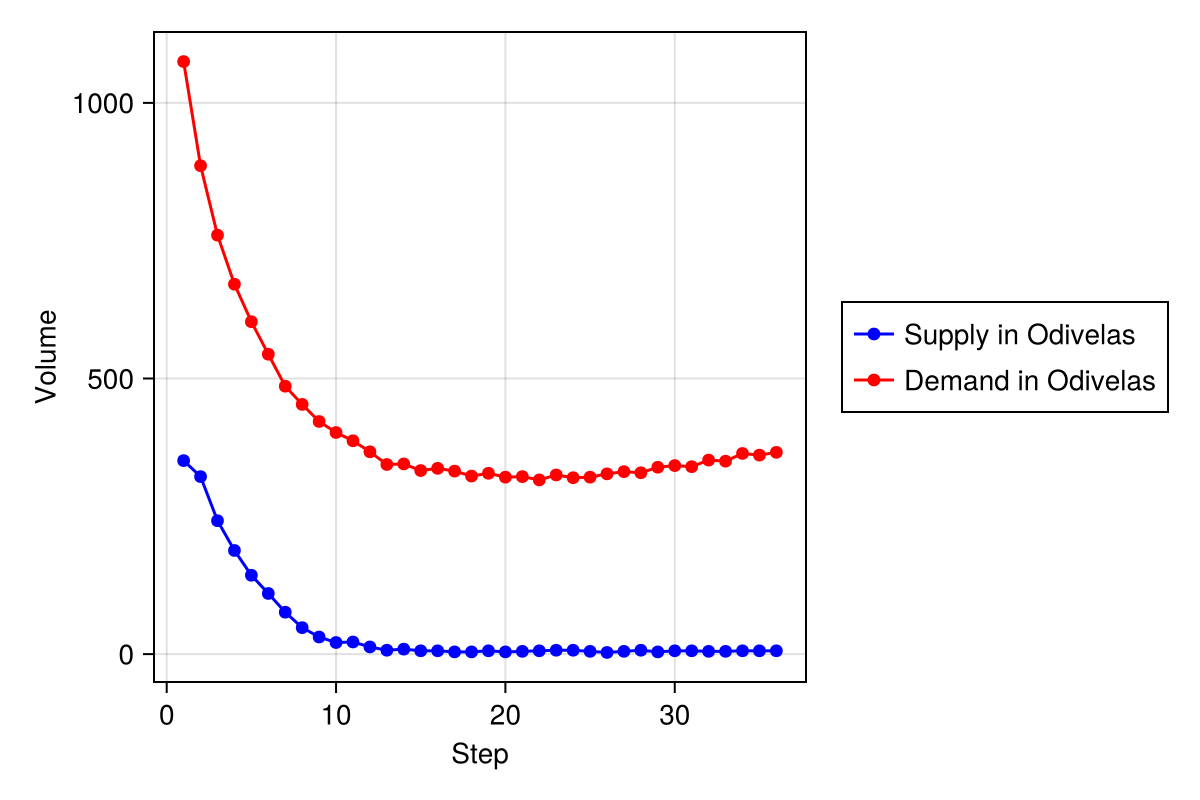 1000
500
0
Volume
0 10 20 30
Step
Supply in Odivelas
Demand in Odivelas